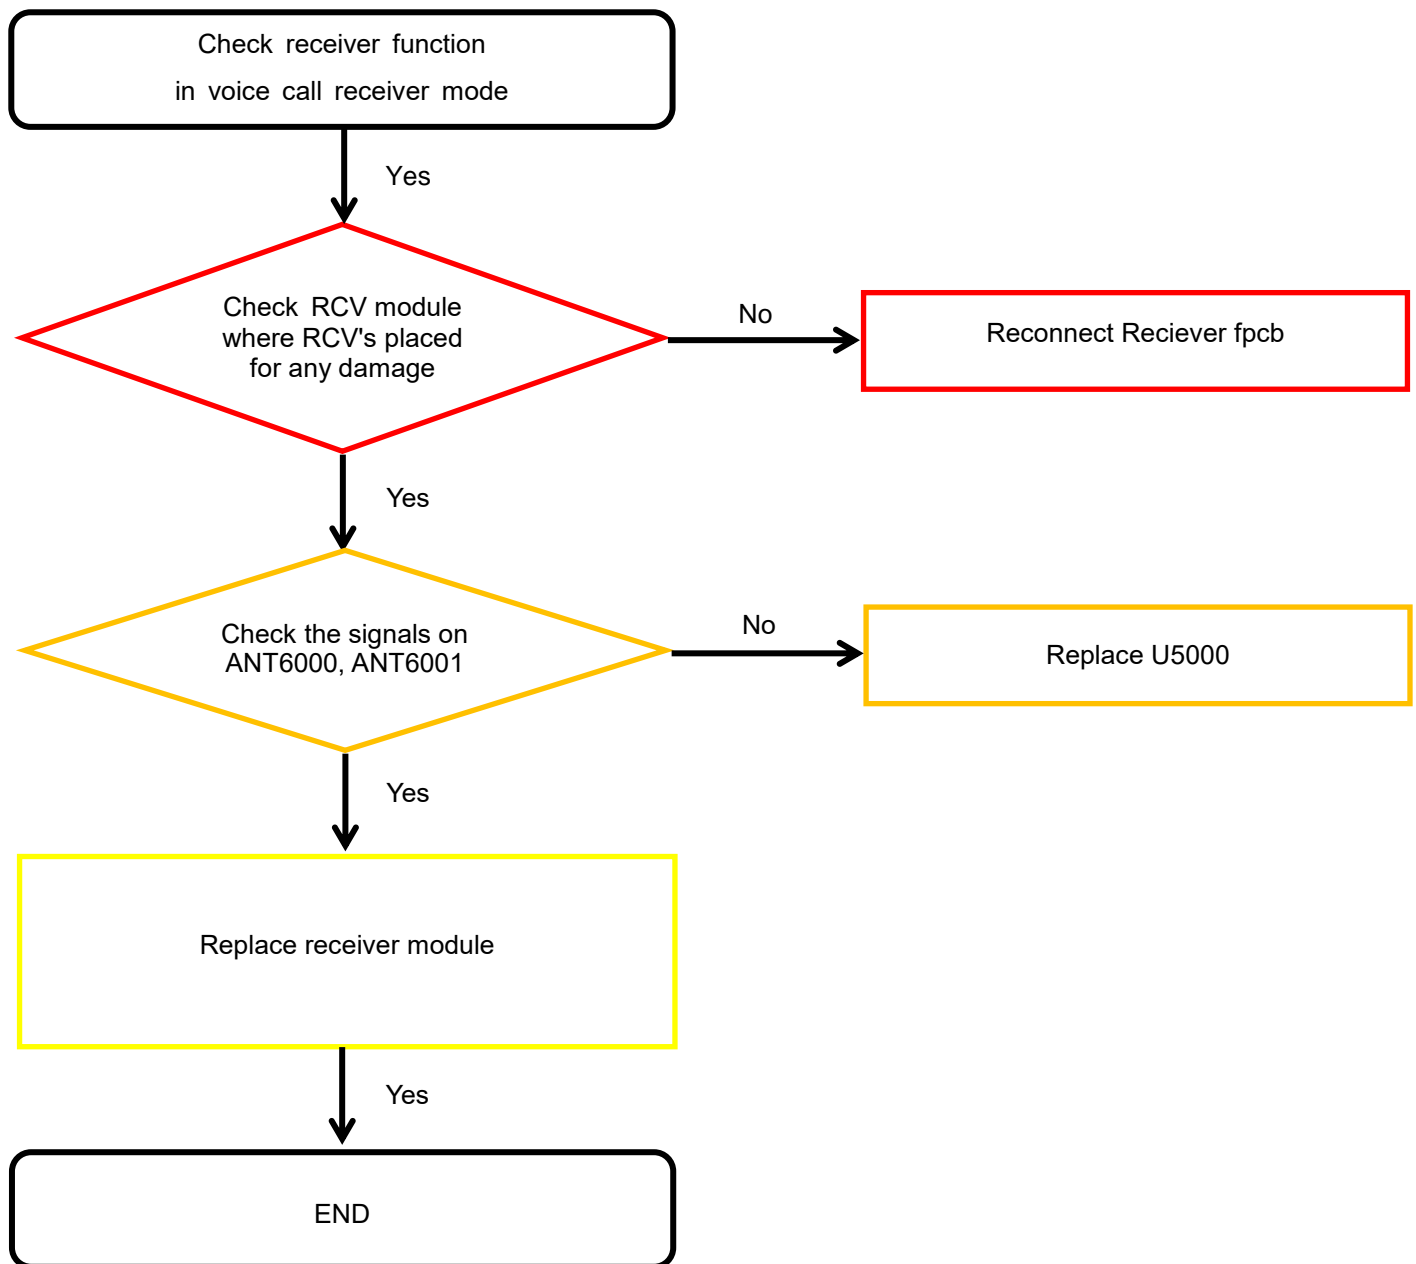 Check receiver function
in voice call receiver mode
Yes
Check RCV module
where RCV's placed
for any damage
No
Reconnect Reciever fpcb
Yes
Check the signals on
ANT6000, ANT6001
No
Replace U5000
Yes
Replace receiver module
Yes
END